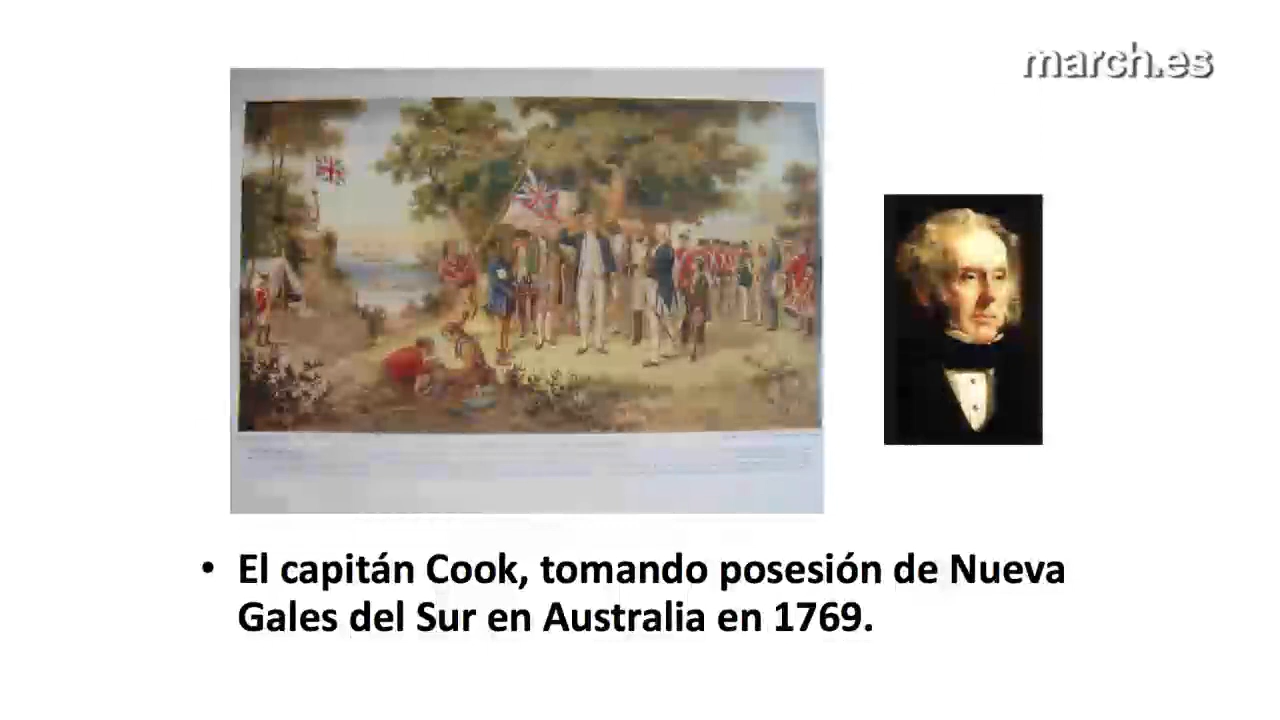 march.es
• El capitán Cook, tomando posesión de Nueva
Gales del Sur en Australia en 1769.